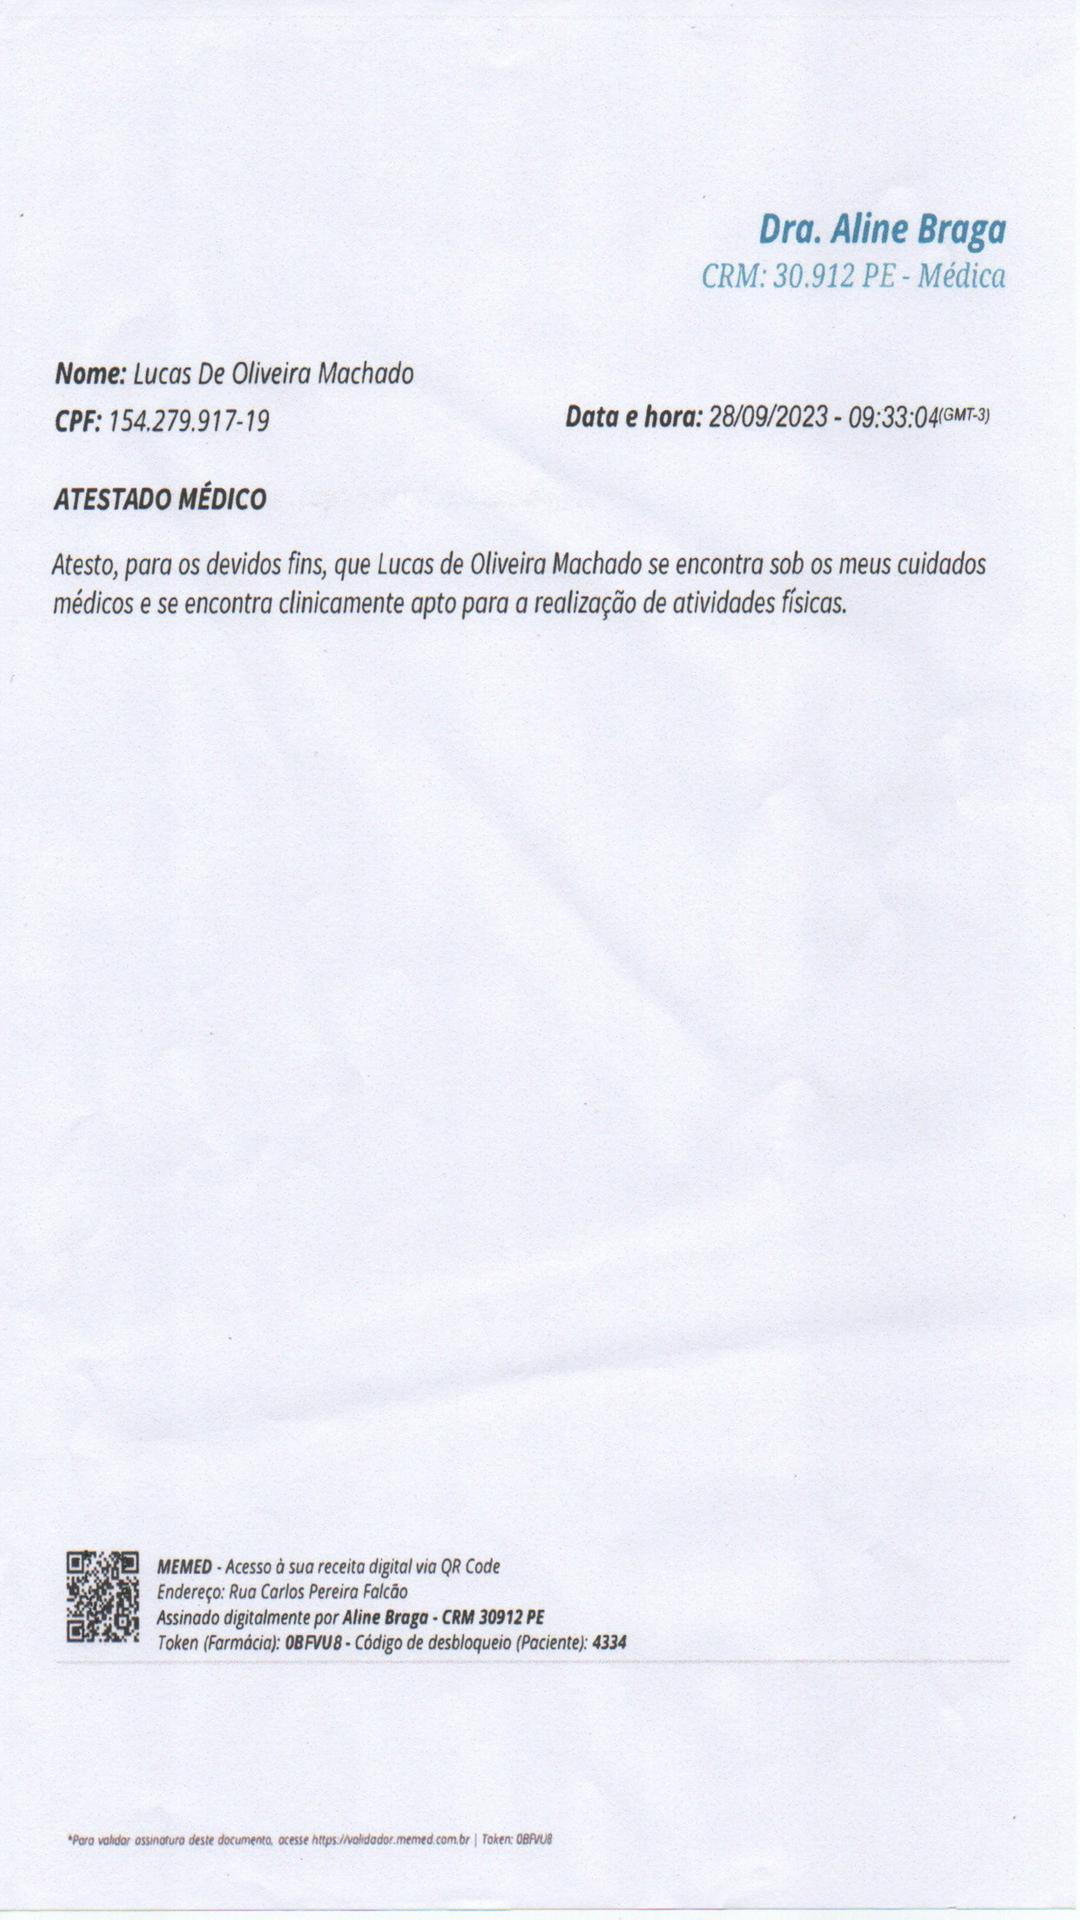 Dra. Aline Braga
CRM: 30.912 PE - Médica
Nome: Lucas De Oliveira Machado
CPF: 154.279.917-19
Data e hora: 28/09/2023 - 09:33:04(GMT-3)
ATESTADO MÉDICO
Atesto, para os devidos fins, que Lucas de Oliveira Machado se encontra sob os meus cuidados
médicos e se encontra clinicamente apto para a realização de atividades físicas.
MEMED - Acesso à sua receita digital via QR Code
Endereço: Rua Carlos Pereira Falcão
Assinado digitalmente por Aline Braga - CRM 30912 PE
Token (Farmácia): 0BFVU8 - Código de desbloqueio (Paciente): 4334
*Para validar assinatura deste documento, acesse https://validador.memed.com.br | Token: 0BFVU8